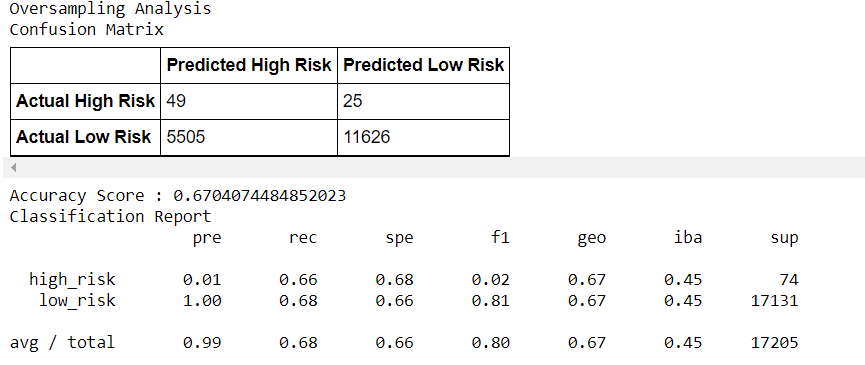 Oversampling Analysis
Confusion Matrix
Predicted High Risk Predicted Low Risk
Actual High Risk 49 25
Actual Low Risk 5505 11626
Accuracy Score : 0.6704074484852023
Classification Report
pre rec spe f1 geo iba sup
high_risk 0.01 0.66 0.68 0.02 0.67 0.45 74
low_risk 1.00 0.68 0.66 0.81 0.67 0.45 17131
avg / total 0.99 0.68 0.66 0.80 0.67 0.45 17205